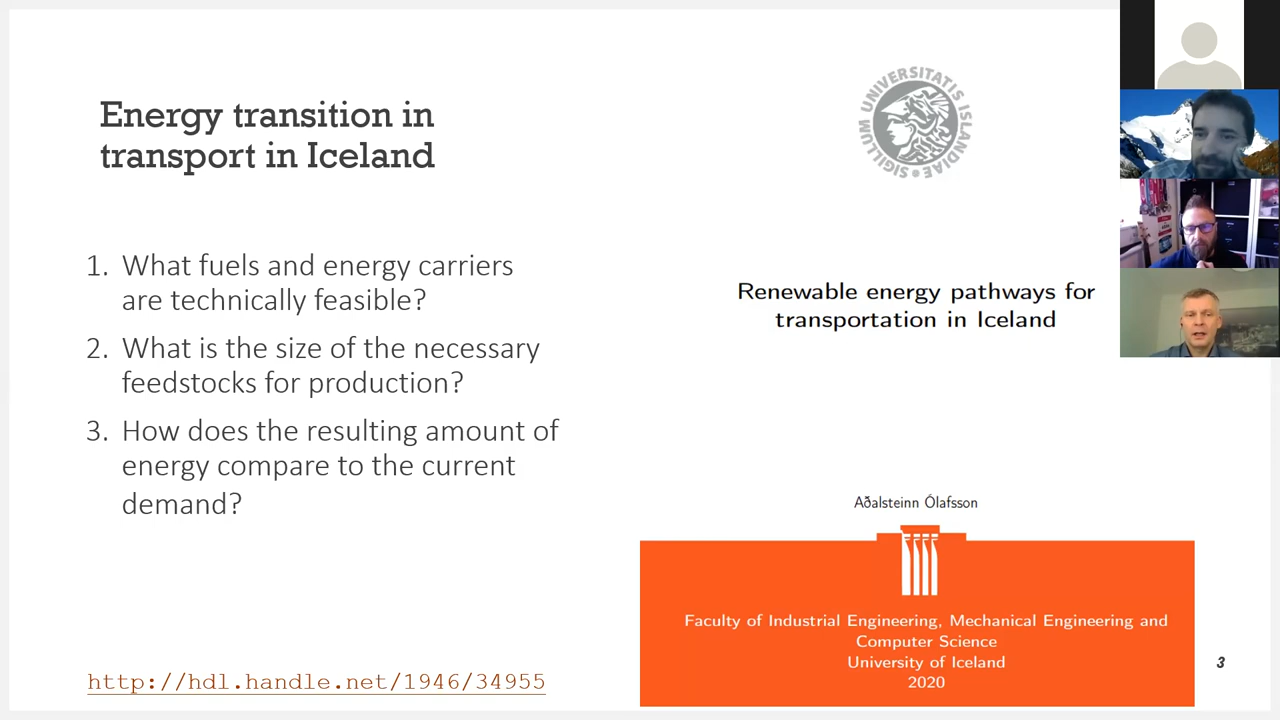 Energy transition in
transport in Iceland
1. What fuels and energy carriers
are technically feasible?
2. What is the size of the necessary
feedstocks for production?
3. How does the resulting amount of
energy compare to the current
demand?
http://hdl.handle.net/1946/34955
SIGILLUM UNIVERSITATIS ISLANDIAE
Renewable energy pathways for
transportation in Iceland
Aðalsteinn Ólafsson
Faculty of Industrial Engineering, Mechanical Engineering and
Computer Science
University of Iceland
2020
3